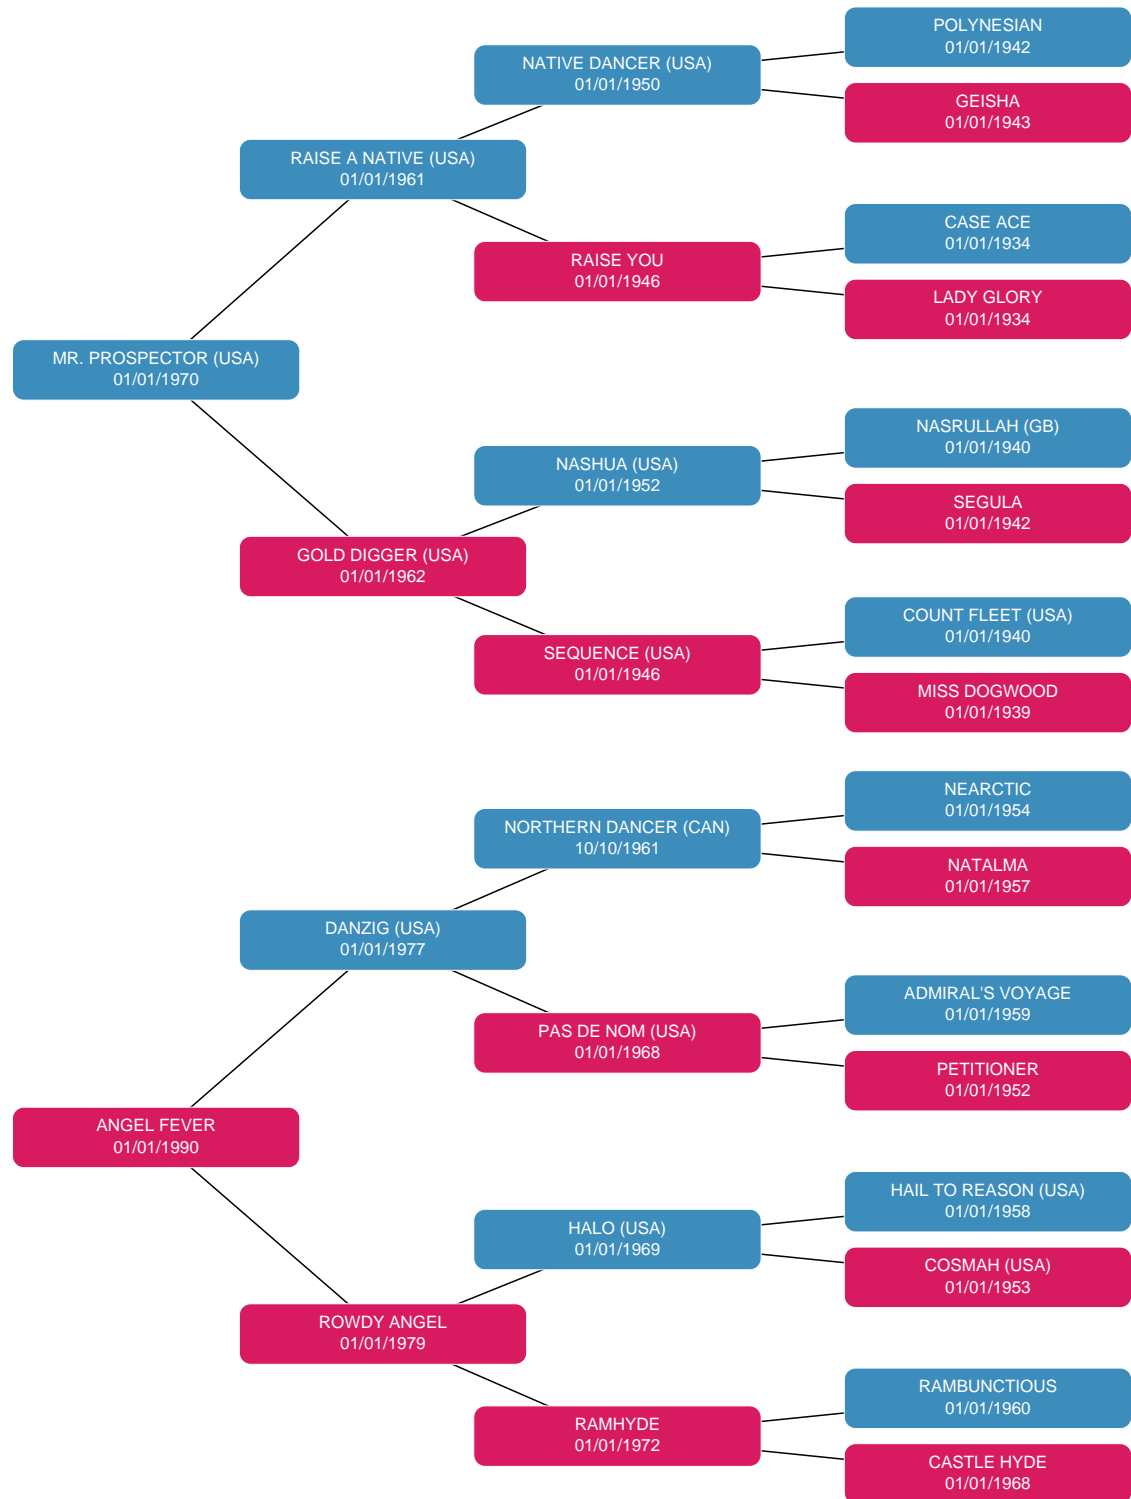 POLYNESIAN
01/01/1942
NATIVE DANCER (USA)
01/01/1950
GEISHA
01/01/1943
RAISE A NATIVE (USA)
01/01/1961
CASE ACE
01/01/1934
RAISE YOU
01/01/1946
LADY GLORY
01/01/1934
MR. PROSPECTOR (USA)
01/01/1970
NASRULLAH (GB)
01/01/1940
NASHUA (USA)
01/01/1952
SEGULA
01/01/1942
GOLD DIGGER (USA)
01/01/1962
COUNT FLEET (USA)
01/01/1940
SEQUENCE (USA)
01/01/1946
MISS DOGWOOD
01/01/1939
NEARCTIC
01/01/1954
NORTHERN DANCER (CAN)
10/10/1961
NATALMA
01/01/1957
DANZIG (USA)
01/01/1977
ADMIRAL'S VOYAGE
01/01/1959
PAS DE NOM (USA)
01/01/1968
PETITIONER
01/01/1952
ANGEL FEVER
01/01/1990
HAIL TO REASON (USA)
01/01/1958
HALO (USA)
01/01/1969
COSMAH (USA)
01/01/1953
ROWDY ANGEL
01/01/1979
RAMBUNCTIOUS
01/01/1960
RAMHYDE
01/01/1972
CASTLE HYDE
01/01/1968